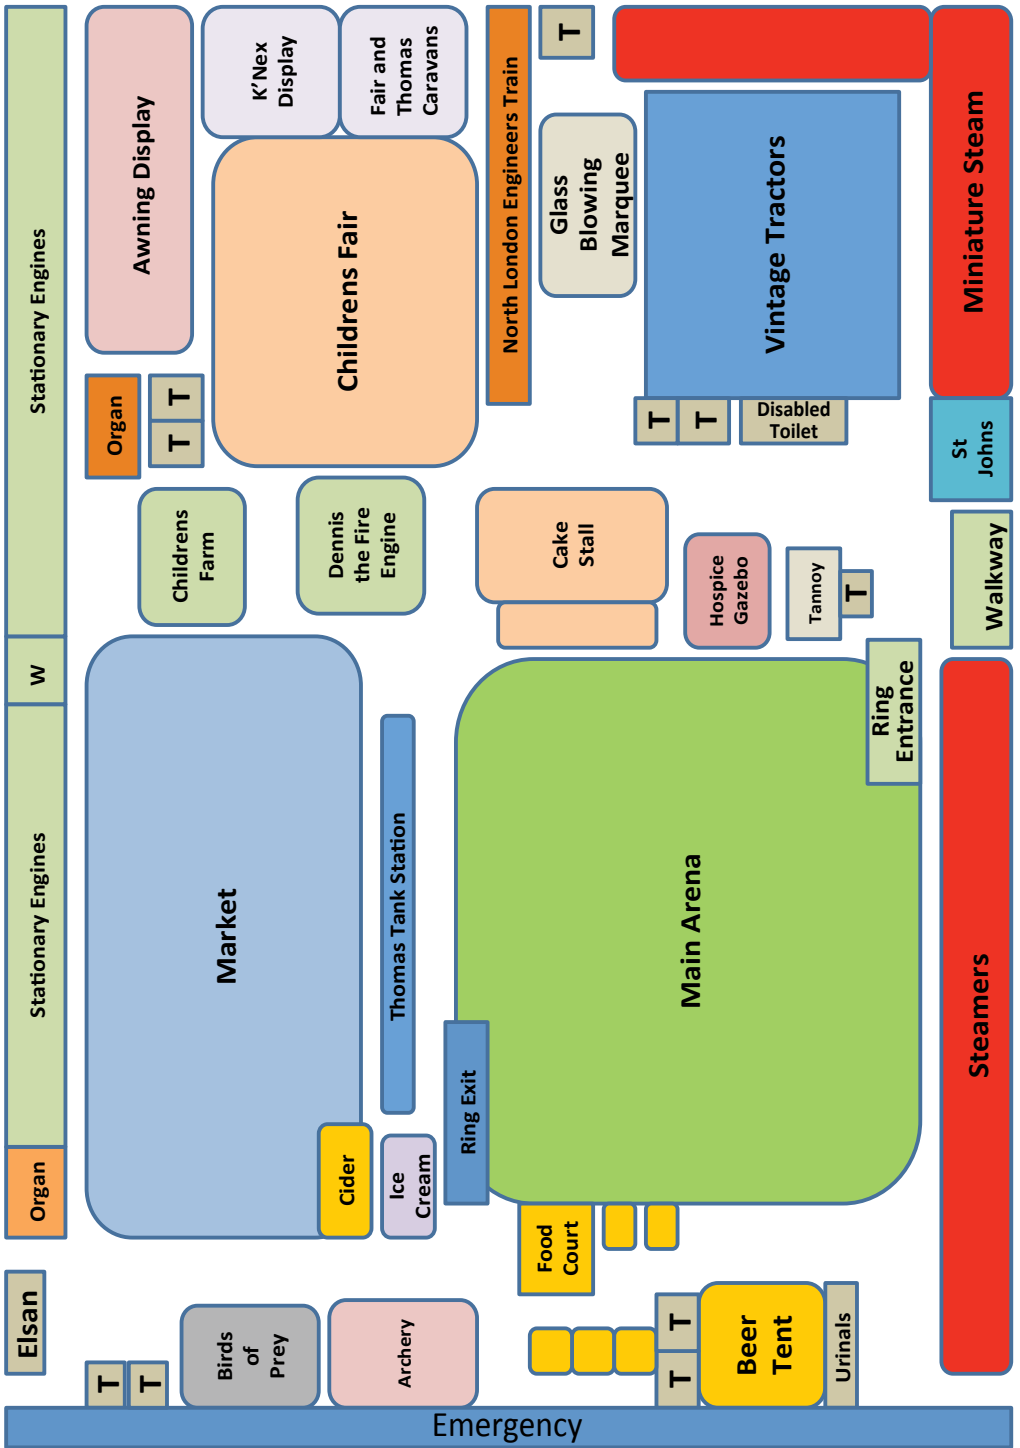 Stationary Engines
W
Stationary Engines
Organ
Elsan
Awning Display
K'Nex
Display
Fair and
Thomas
Caravans
North London Engineers Train
T
Miniature Steam
Glass
Blowing
Marquee
Vintage Tractors
Childrens Fair
Organ
T
T
T
T
Disabled
Toilet
St
Johns
Childrens
Farm
Dennis
the Fire
Engine
Cake
Stall
Hospice
Gazebo
Tannoy
T
Walkway
Market
Thomas Tank Station
Main Arena
Ring
Entrance
Steamers
Ring Exit
Cider
Ice
Cream
Food
Court
T
T
Birds
of
Prey
Archery
T
T
Beer
Tent
Urinals
Emergency